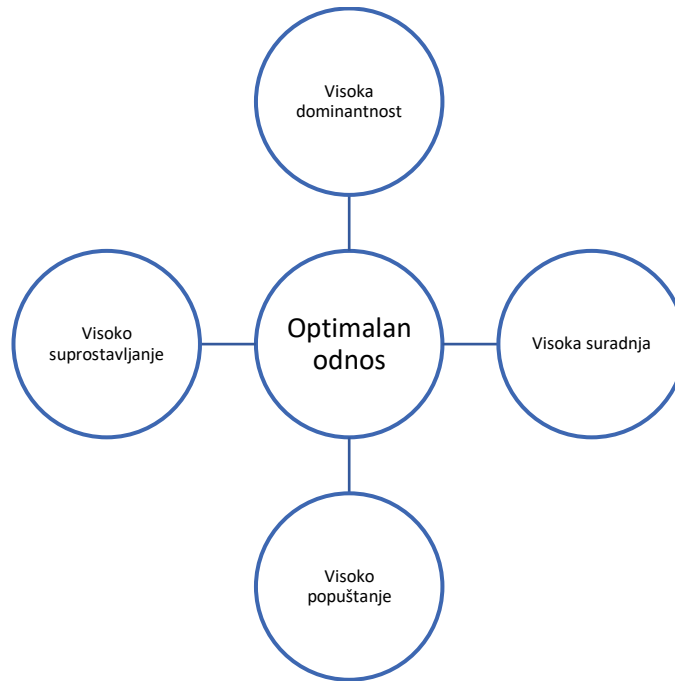 Visoka
dominantnost
Visoko
suprostavljanje
Optimalan
odnos
Visoka suradnja
Visoko
popuštanje